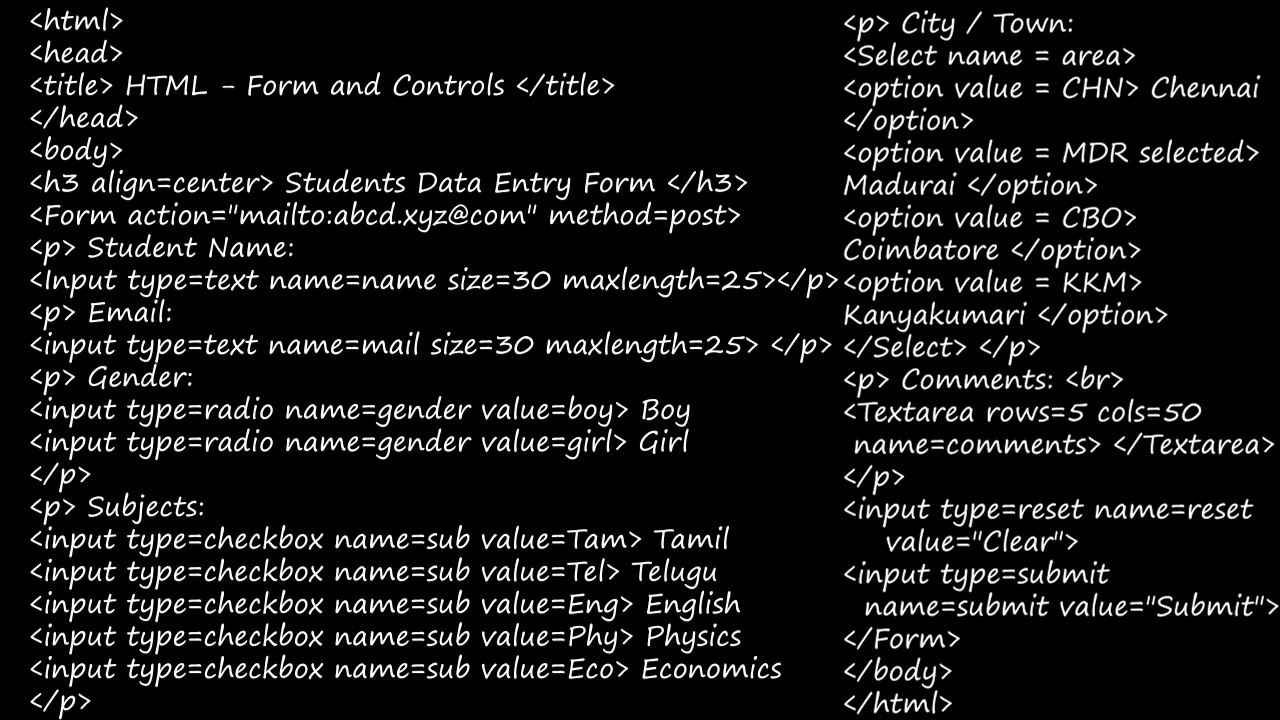 <html>
<head>
<title> HTML - Form and Controls </title>
</head>
<body>
<h3 align=center> Students Data Entry Form </h3>
<Form action="mailto:abcd.xyz@com" method=post>
<p> Student Name:
<Input type=text name=name size=30 maxlength=25></p>
<p> Email:
<input type=text name=mail size=30 maxlength=25> </p>
<p> Gender:
<input type=radio name=gender value=boy> Boy
<input type=radio name=gender value=girl> Girl
</p>
<p> Subjects:
<input type=checkbox name=sub value=Tam> Tamil
<input type=checkbox name=sub value=Tel> Telugu
<input type=checkbox name=sub value=Eng> English
<input type=checkbox name=sub value=Phy> Physics
<input type=checkbox name=sub value=Eco> Economics
</p>
<p> City / Town:
<Select name = area>
<option value = CHN> Chennai
</option>
<option value = MDR selected>
Madurai </option>
<option value = CBO>
Coimbatore </option>
<option value = KKM>
Kanyakumari </option>
</Select> </p>
<p> Comments: <br>
<Textarea rows=5 cols=50
name=comments> </Textarea>
</p>
<input type=reset name=reset
value="Clear">
<input type=submit
name=submit value="Submit">
</Form>
</body>
</html>